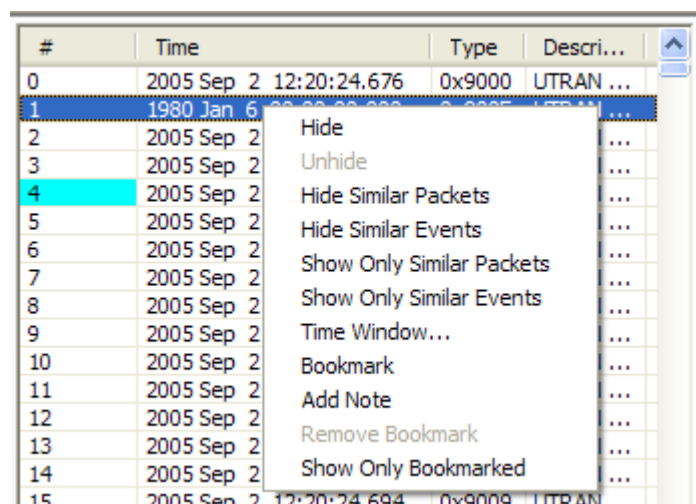 # Time Type Descri...
0 2005 Sep 2 12:20:24.676 0x9000 UTRAN ...
1 1980 Jan 6
Hide
2 2005 Sep 2 ...
Unhide
3 2005 Sep 2 ...
Hide Similar Packets
4 2005 Sep 2 ...
Hide Similar Events
5 2005 Sep 2 ...
6 2005 Sep 2 ...
Show Only Similar Packets
7 2005 Sep 2 ...
Show Only Similar Events
8 2005 Sep 2 ...
Time Window...
9 2005 Sep 2 ...
Bookmark
10 2005 Sep 2 ...
Add Note
11 2005 Sep 2 ...
12 2005 Sep 2 ...
Remove Bookmark
13 2005 Sep 2 ...
Show Only Bookmarked
14 2005 Sep 2 ...
15 2005 Sep 2 12:20:24.694 0x9009 UTRAN